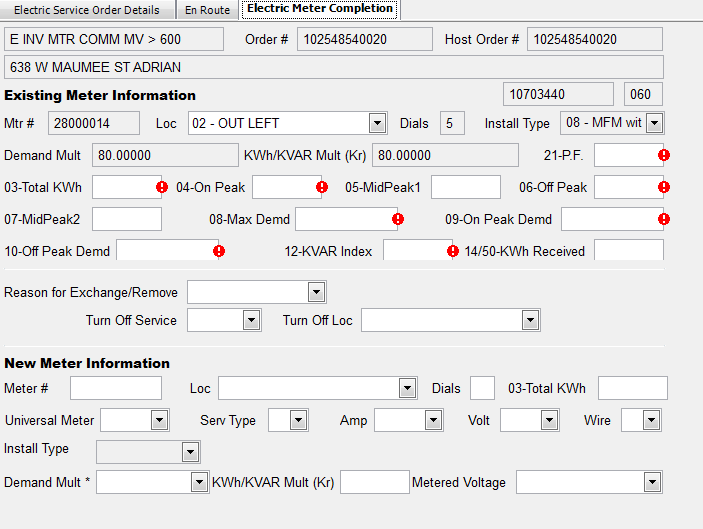 Electric Service Order Details En Route Electric Meter Completion
E INV MTR COMM MV > 600 Order # 102548540020 Host Order # 102548540020
638 W MAUMEE ST ADRIAN
Existing Meter Information 10703440 060
Mtr # 28000014 Loc 02 - OUT LEFT Dials 5 Install Type 08 - MFM wit
Demand Mult 80.00000 KWh/KVAR Mult (Kr) 80.00000 21-P.F.
03-Total KWh 04-On Peak 05-MidPeak1 06-Off Peak
07-MidPeak2 08-Max Demd 09-On Peak Demd
10-Off Peak Demd 12-KVAR Index 14/50-KWh Received
Reason for Exchange/Remove
Turn Off Service Turn Off Loc
New Meter Information
Meter # Loc Dials 03-Total KWh
Universal Meter Serv Type Amp Volt Wire
Install Type
Demand Mult * KWh/KVAR Mult (Kr) Metered Voltage